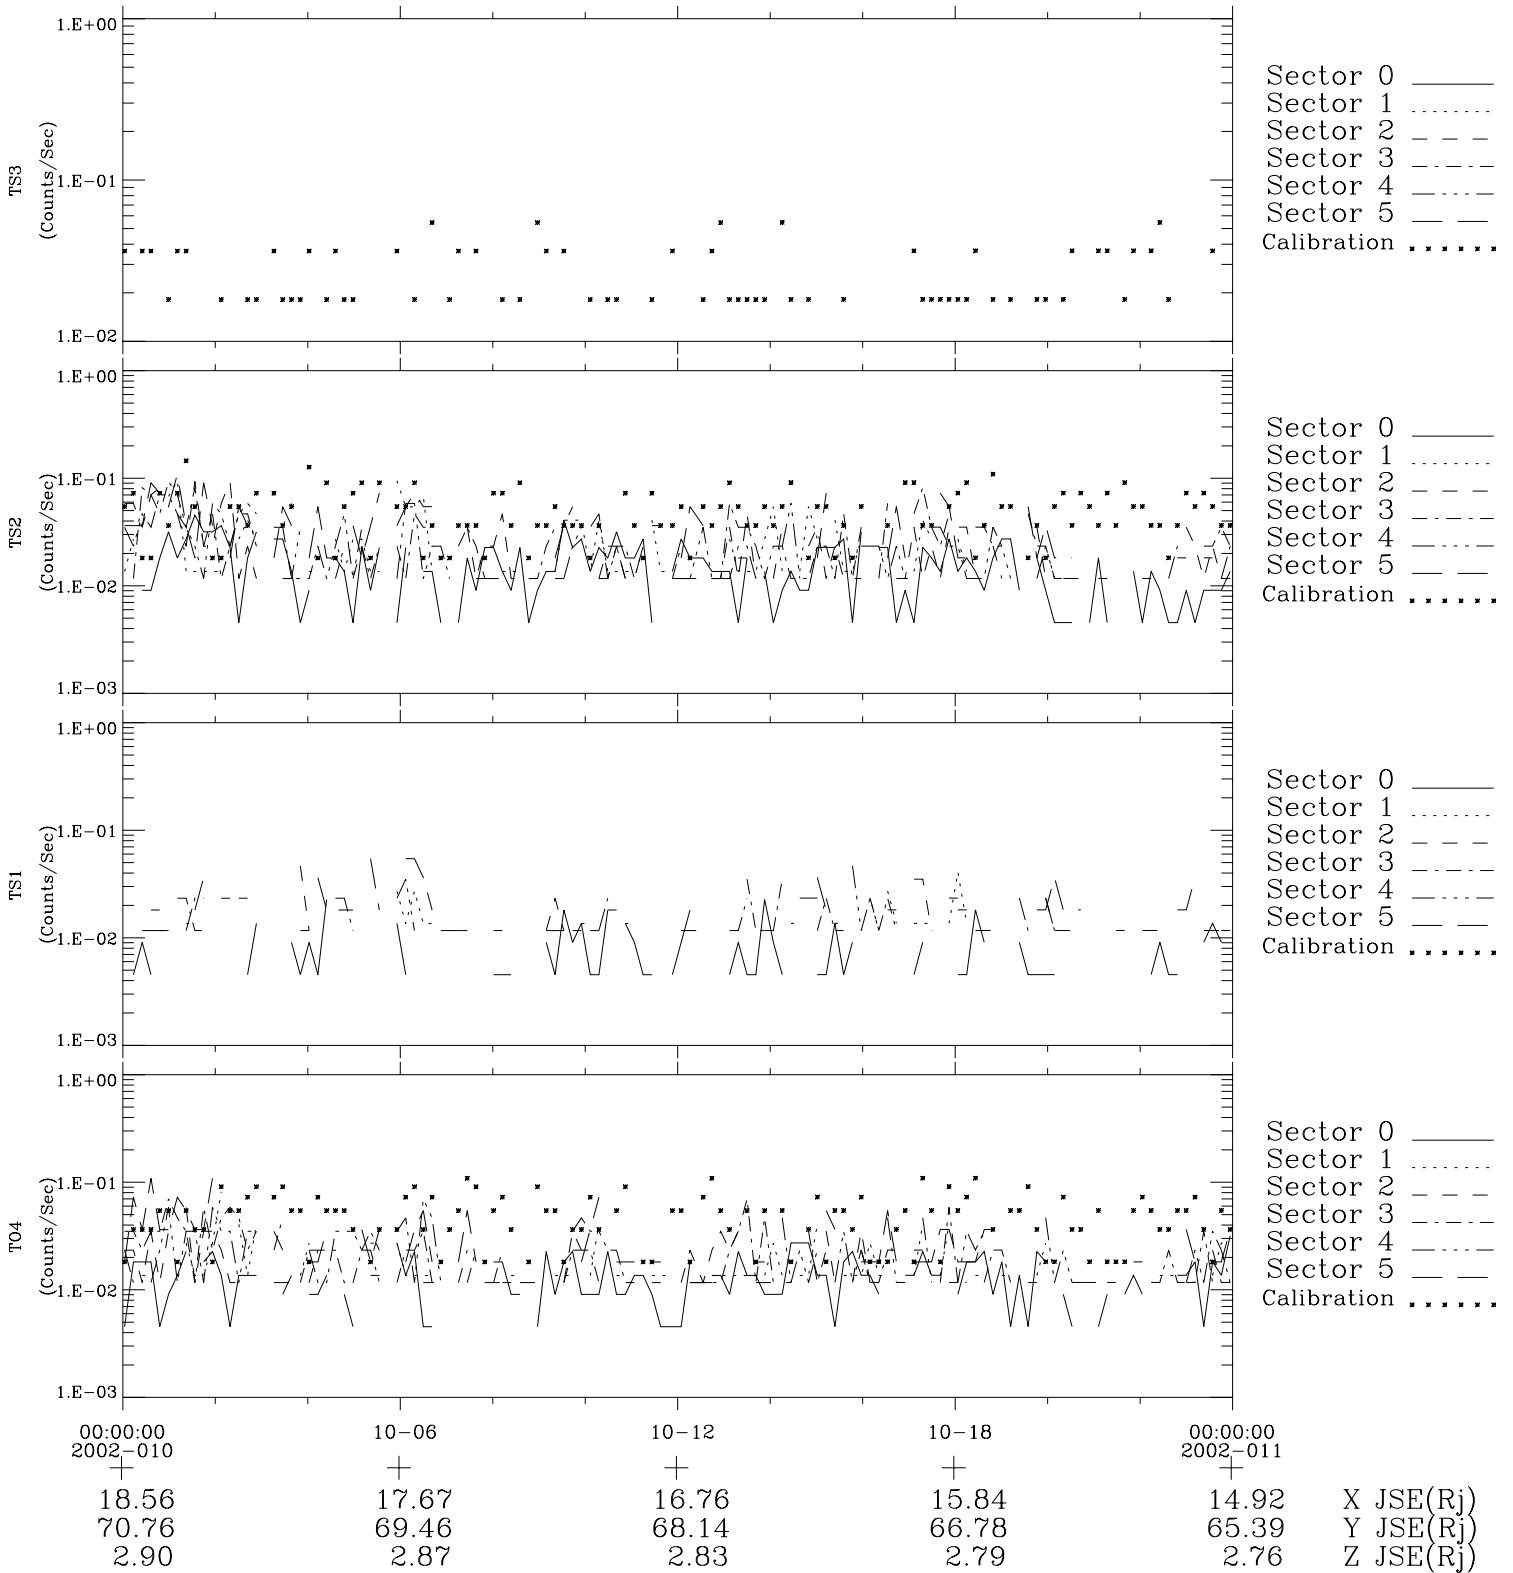 1.E+00
1.E-01
1.E-02
TS3
(Counts/Sec)
Sector 0
Sector 1
Sector 2
Sector 3
Sector 4
Sector 5
Calibration
1.E+00
1.E-01
1.E-02
1.E-03
TS2
(Counts/Sec)
Sector 0
Sector 1
Sector 2
Sector 3
Sector 4
Sector 5
Calibration
1.E+00
1.E-01
1.E-02
1.E-03
TS1
(Counts/Sec)
Sector 0
Sector 1
Sector 2
Sector 3
Sector 4
Sector 5
Calibration
1.E+00
1.E-01
1.E-02
1.E-03
TO4
(Counts/Sec)
Sector 0
Sector 1
Sector 2
Sector 3
Sector 4
Sector 5
Calibration
00:00:00 10-06 10-12 10-18 00:00:00
2002-010 2002-011
18.56 17.67 16.76 15.84 14.92 X JSE(Rj)
70.76 69.46 68.14 66.78 65.39 Y JSE(Rj)
2.90 2.87 2.83 2.79 2.76 Z JSE(Rj)